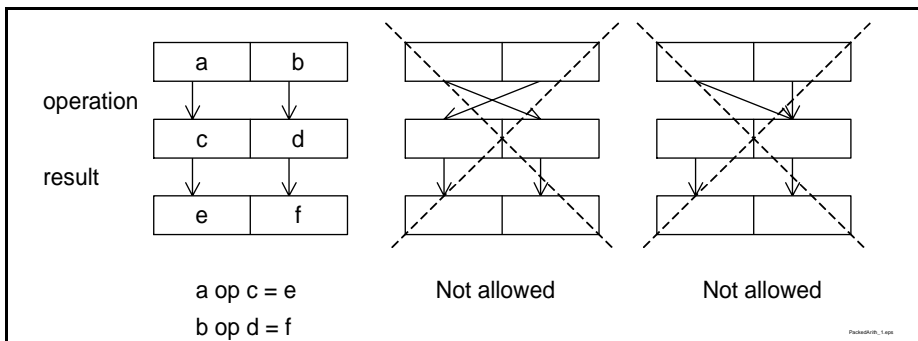 a b
operation
c d
result
e f
a op c = e
b op d = f
Not allowed
Not allowed
PackedArith_1.eps